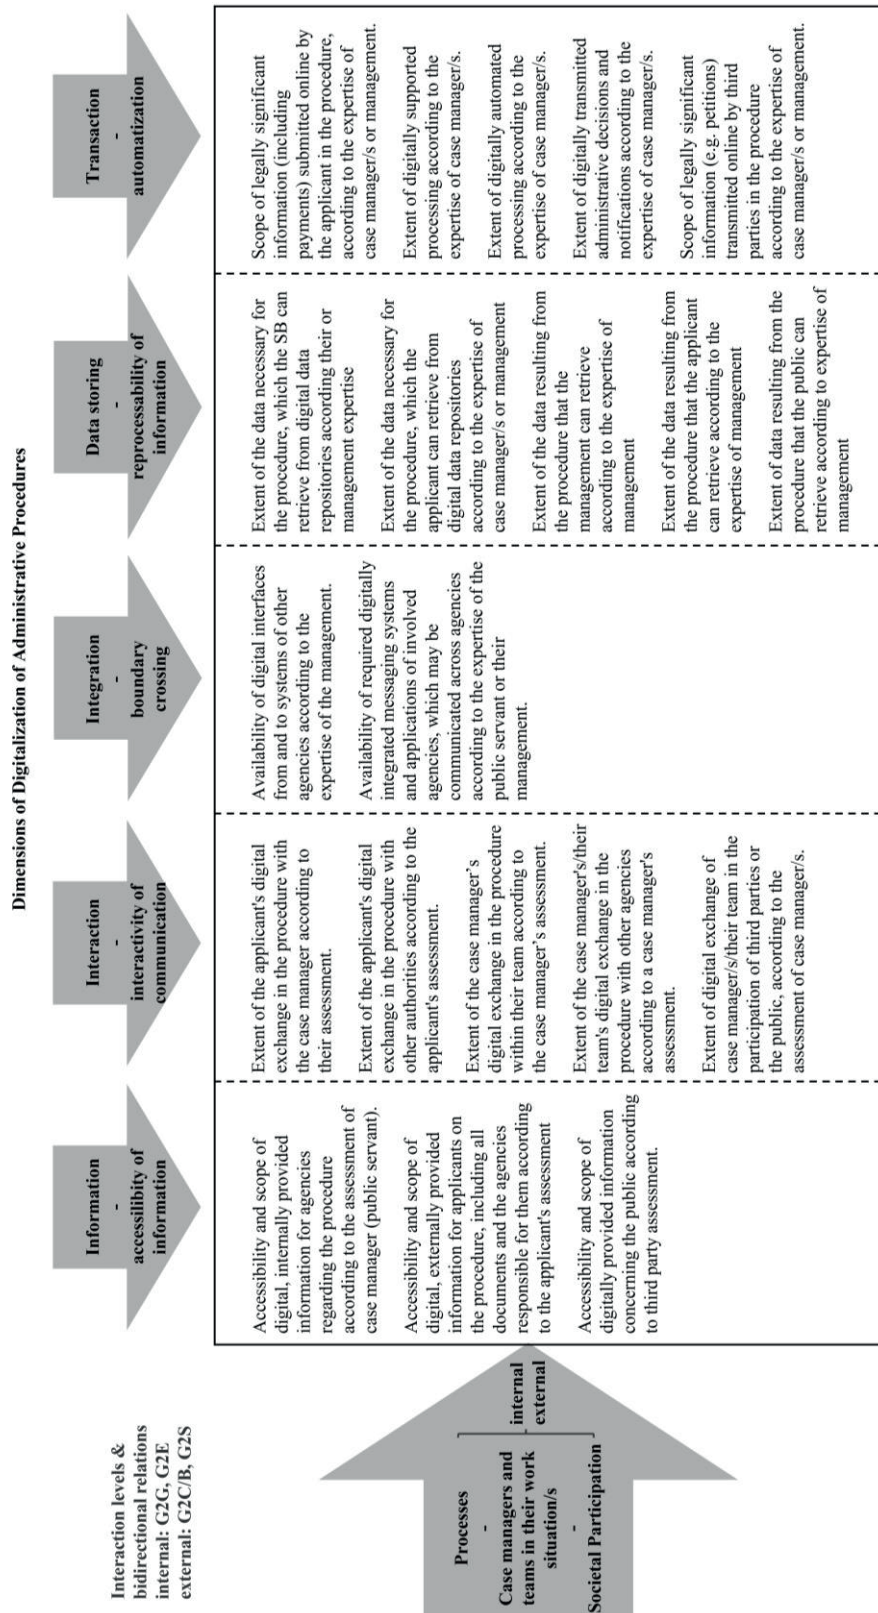 Dimensions of Digitalization of Administrative Procedures
Interaction levels &
bidirectional relations
internal: G2G, G2E
external: G2C/B, G2S
Information
-
accessilibity of
information
Interaction
-
interactivity of
communication
Integration
-
boundary
crossing
Data storing
-
reprocessability of
information
Transaction
-
automatization
Processes
-
Case managers and
teams in their work
situation/s
-
Societal Participation
internal
external
Accessibility and scope of
digital, internally provided
information for agencies
regarding the procedure
according to the assessment of
case manager (public servant).
Accessibility and scope of
digital, externally provided
information for applicants on
the procedure, including all
documents and the agencies
responsible for them according
to the applicant's assessment
Accessibility and scope of
digitally provided information
concerning the public according
to third party assessment.
Extent of the applicant's digital
exchange in the procedure with
the case manager according to
their assessment.
Extent of the applicant's digital
exchange in the procedure with
other authorities according to the
applicant's assessment.
Extent of the case manager’s
digital exchange in the procedure
within their team according to
the case manager’s assessment.
Extent of the case manager's/their
team's digital exchange in the
procedure with other agencies
according to a case manager's
assessment.
Extent of digital exchange of
case manager/s/their team in the
participation of third parties or
the public, according to the
assessment of case manager/s.
Availability of digital interfaces
from and to systems of other
agencies according to the
expertise of the management.
Availability of required digitally
integrated messaging systems
and applications of involved
agencies, which may be
communicated across agencies
according to the expertise of the
public servant or their
management.
Extent of the data necessary for
the procedure, which the SB can
retrieve from digital data
repositories according their or
management expertise
Extent of the data necessary for
the procedure, which the
applicant can retrieve from
digital data repositories
according to the expertise of
case manager/s or management
Extent of the data resulting from
the procedure that the
management can retrieve
according to the expertise of
management
Extent of the data resulting from
the procedure that the applicant
can retrieve according to the
expertise of management
Extent of data resulting from the
procedure that the public can
retrieve according to expertise of
management
Scope of legally significant
information (including
payments) submitted online by
the applicant in the procedure,
according to the expertise of
case manager/s or management.
Extent of digitally supported
processing according to the
expertise of case manager/s.
Extent of digitally automated
processing according to the
expertise of case manager/s.
Extent of digitally transmitted
administrative decisions and
notifications according to the
expertise of case manager/s.
Scope of legally significant
information (e.g. petitions)
transmitted online by third
parties in the procedure
according to the expertise of
case manager/s or management.